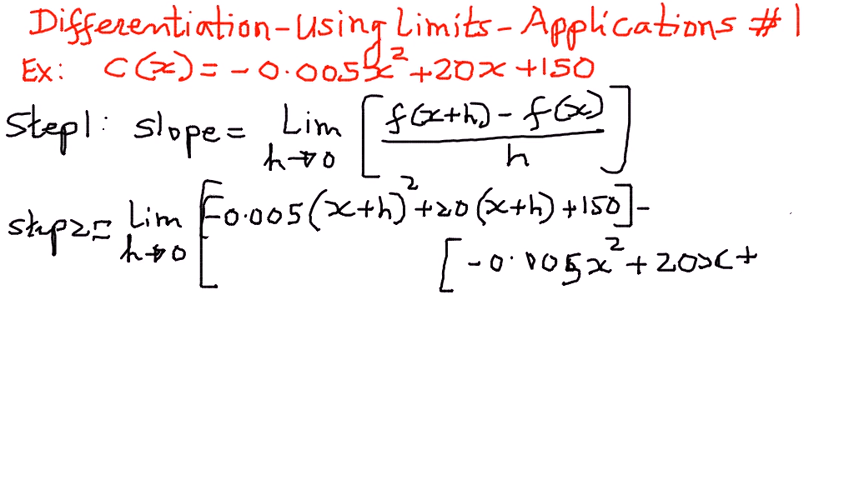 Differentiation-Using Limits-Applications #1
Ex: C(x) = -0.005x² + 20x + 150
Step1: slope = Lim h→0 [ f(x+h) - f(x) / h ]
step2 = Lim h→0 [ [-0.005(x+h)² + 20(x+h) + 150] -
[-0.005x² + 20x +